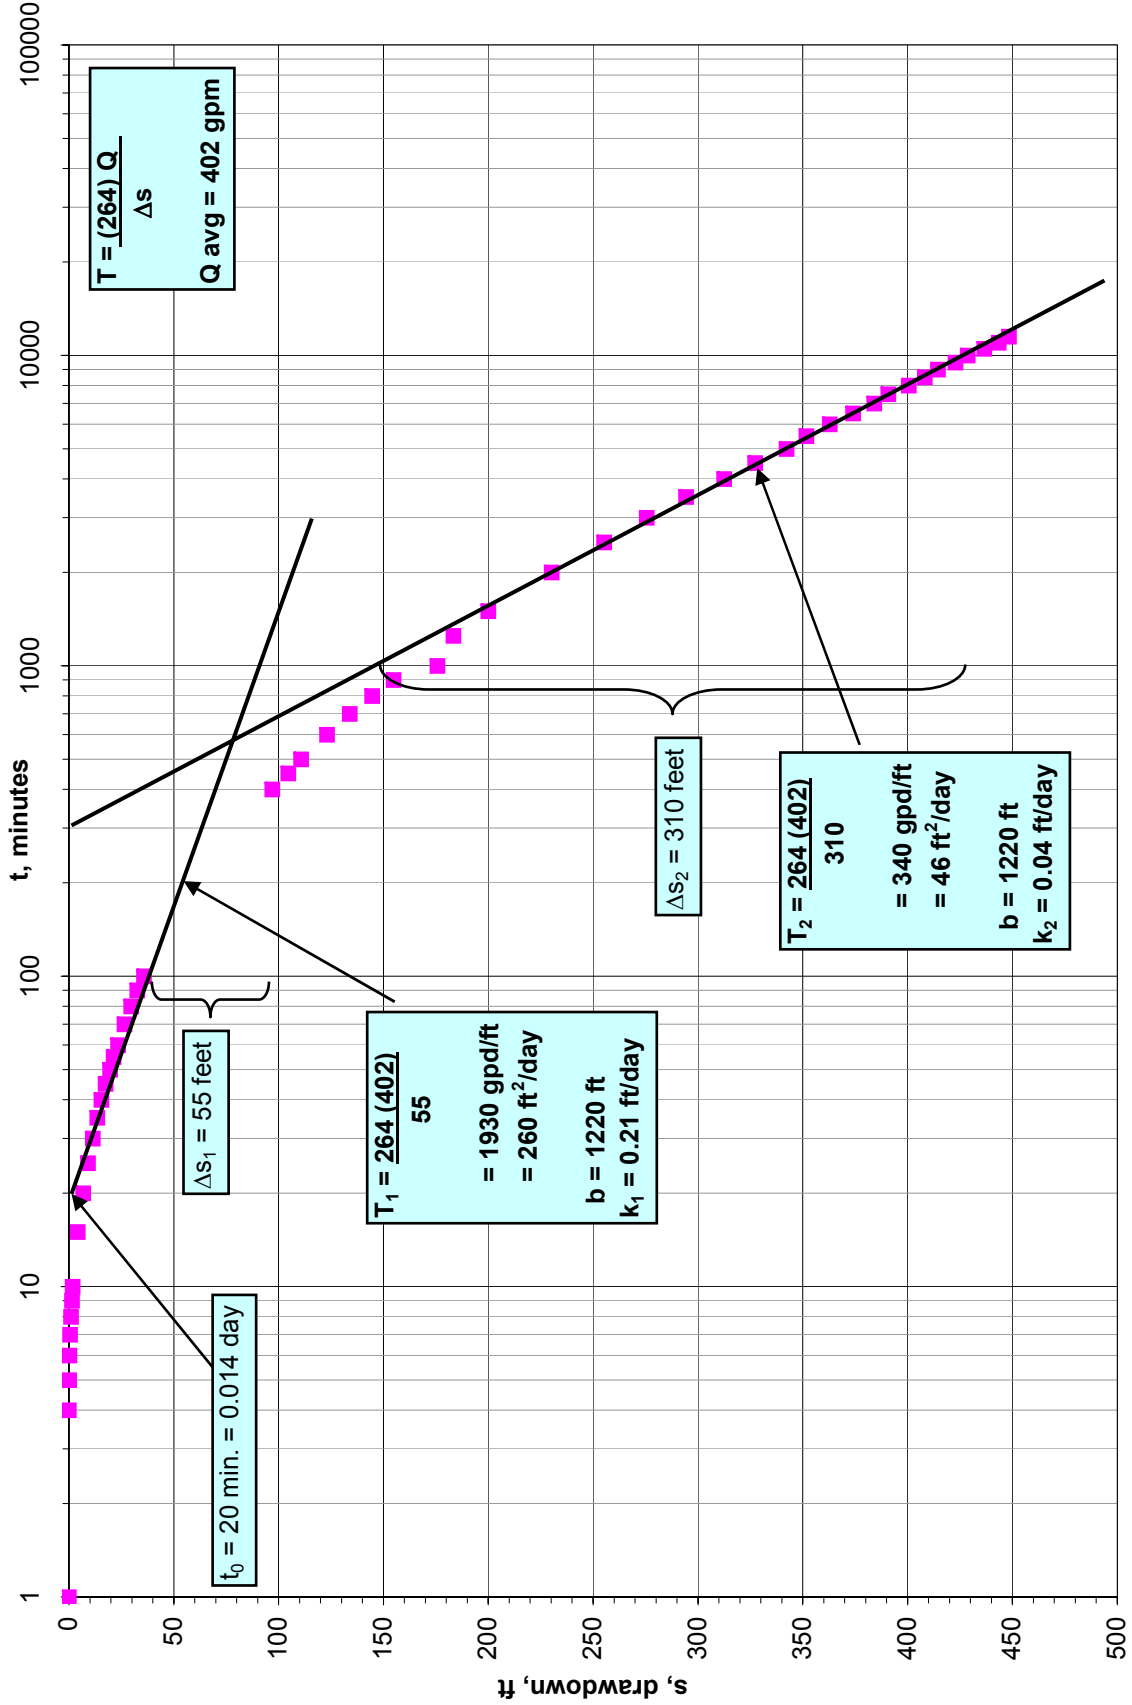 t, minutes
1
10
100
1000
10000
100000
s, drawdown, ft
0
50
100
150
200
250
300
350
400
450
500
T = (264) Q
Δs
Q avg = 402 gpm
t₀ = 20 min. = 0.014 day
Δs₁ = 55 feet
T₁ = 264 (402)
55
= 1930 gpd/ft
= 260 ft²/day
b = 1220 ft
k₁ = 0.21 ft/day
Δs₂ = 310 feet
T₂ = 264 (402)
310
= 340 gpd/ft
= 46 ft²/day
b = 1220 ft
k₂ = 0.04 ft/day